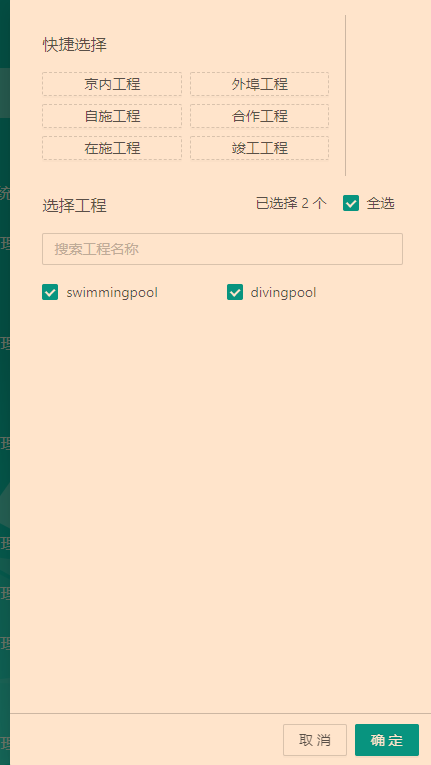 快捷选择
京内工程 外埠工程
自施工程 合作工程
在施工程 竣工工程
选择工程 已选择 2 个 全选
搜索工程名称
swimmingpool divingpool
统
理
理
理
理
理
理
理
取 消 确 定